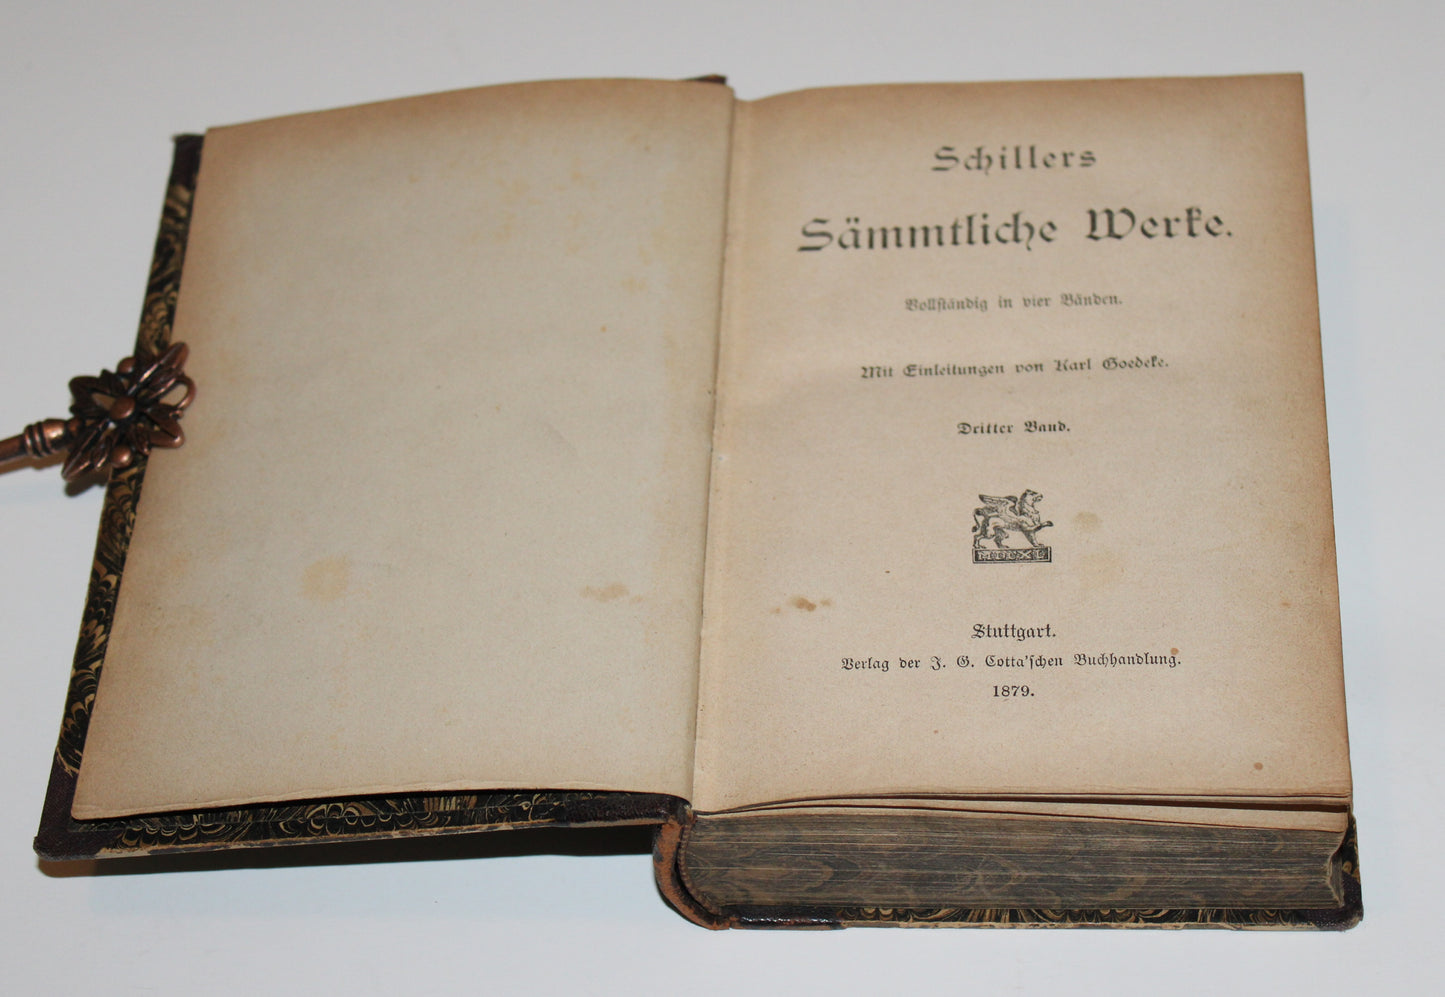 Schillers
Sämmtliche Werke.
Vollständig in vier Bänden.
Mit Einleitungen von Karl Goedeke.
Dritter Band.
MDCXL
Stuttgart.
Verlag der J. G. Cotta'schen Buchhandlung.
1879.